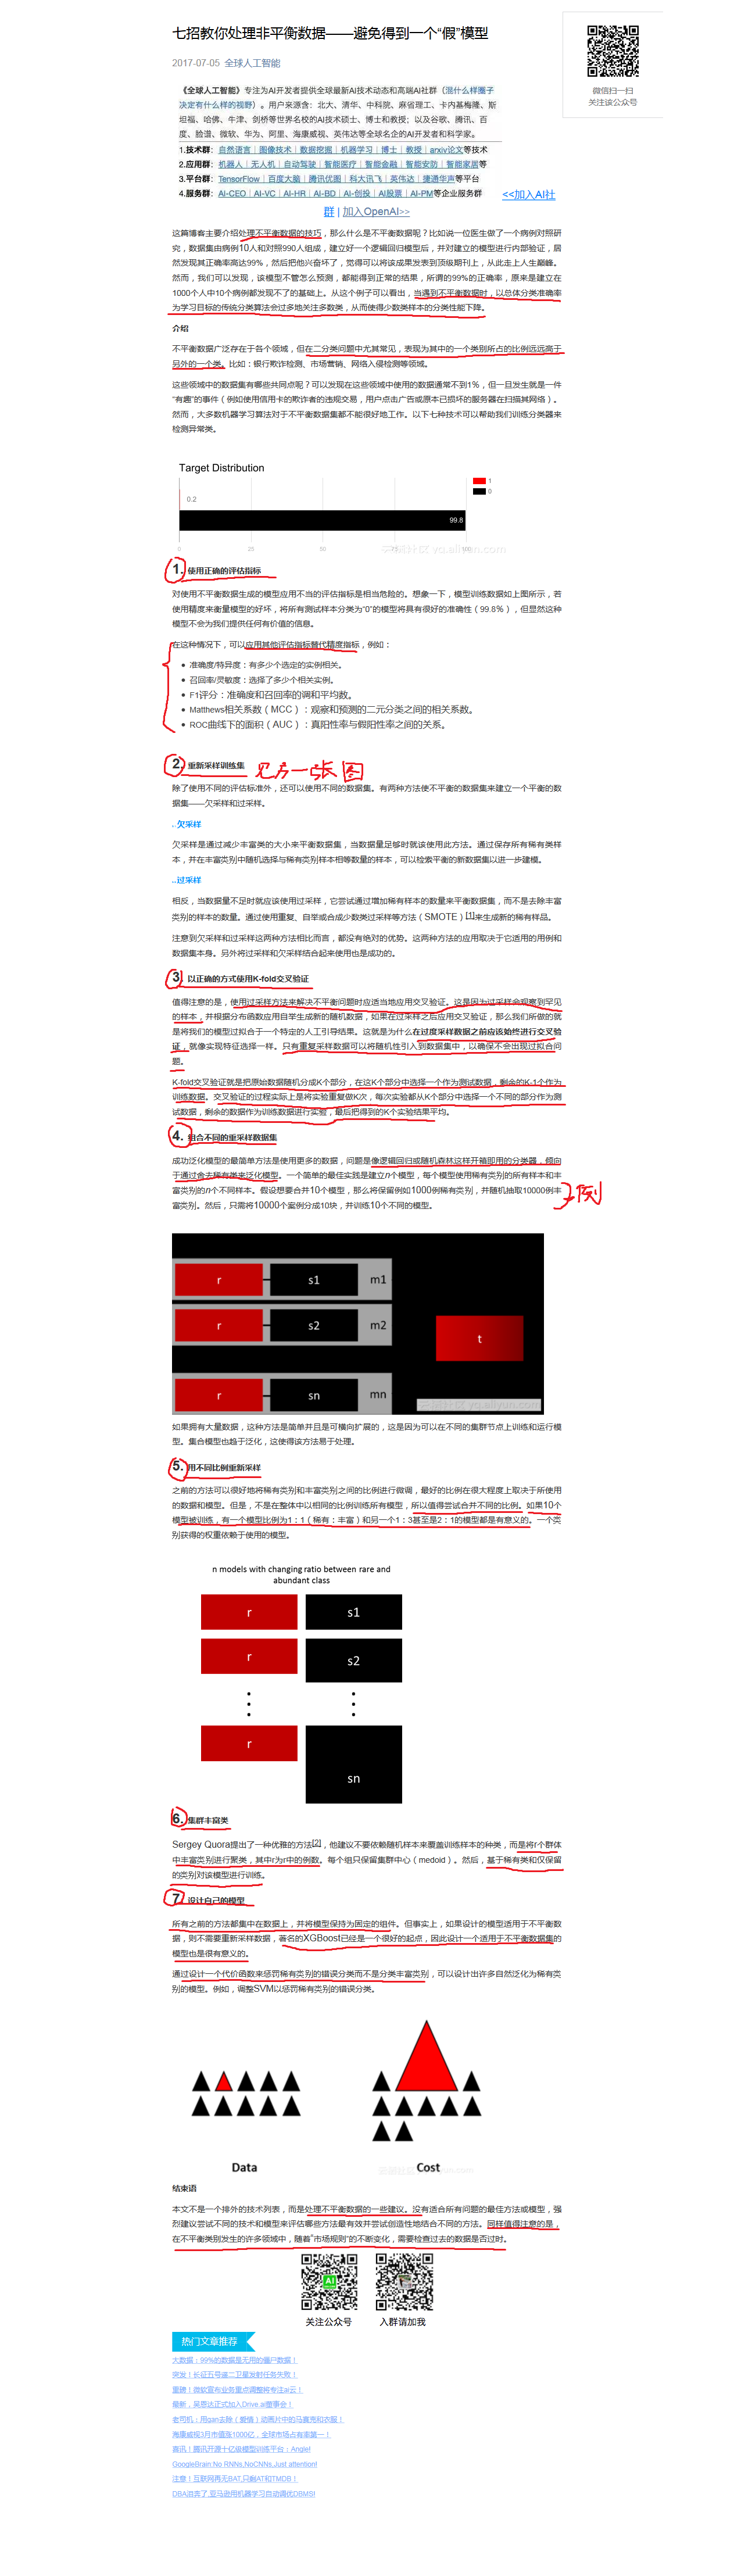 七招教你处理非平衡数据——避免得到一个“假”模型
2017-07-05 全球人工智能
微信扫一扫
关注该公众号
《全球人工智能》专注为AI开发者提供全球最新AI技术动态和高端AI社群（混什么样圈子
决定有什么样的视野）。用户来源含：北大、清华、中科院、麻省理工、卡内基梅隆、斯
坦福、哈佛、牛津、剑桥等世界名校的AI技术硕士、博士和教授；以及谷歌、腾讯、百
度、脸谱、微软、华为、阿里、海康威视、英伟达等全球名企的AI开发者和科学家。
1.技术群：自然语言｜图像技术｜数据挖掘｜机器学习｜博士｜教授｜arxiv论文等技术
2.应用群：机器人｜无人机｜自动驾驶｜智能医疗｜智能金融｜智能安防｜智能家居等
3.平台群：TensorFlow｜百度大脑｜腾讯优图｜科大讯飞｜英伟达｜捷通华声等平台
4.服务群：AI-CEO｜AI-VC｜AI-HR｜AI-BD｜AI-创投｜AI股票｜AI-PM等企业服务群 <<加入AI社
群 | 加入OpenAI>>
这篇博客主要介绍处理不平衡数据的技巧，那么什么是不平衡数据呢？比如说一位医生做了一个病例对照研
究，数据集由病例10人和对照990人组成，建立好一个逻辑回归模型后，并对建立的模型进行内部验证，居
然发现其正确率高达99%，然后把他兴奋坏了，觉得可以将该成果发表到顶级期刊上，从此走上人生巅峰。
然而，我们可以发现，该模型不管怎么预测，都能得到正常的结果，所谓的99%的正确率，原来是建立在
1000个人中10个病例都发现不了的基础上。从这个例子可以看出，当遇到不平衡数据时，以总体分类准确率
为学习目标的传统分类算法会过多地关注多数类，从而使得少数类样本的分类性能下降。
介绍
不平衡数据广泛存在于各个领域，但在二分类问题中尤其常见，表现为其中的一个类别所占的比例远远高于
另外的一个类。比如：银行欺诈检测、市场营销、网络入侵检测等领域。
这些领域中的数据集有哪些共同点呢？可以发现在这些领域中使用的数据通常不到1%，但一旦发生就是一件
“有趣”的事件（例如使用信用卡的欺诈者的违规交易，用户点击广告或原本已损坏的服务器在扫描其网络）。
然而，大多数机器学习算法对于不平衡数据集都不能很好地工作。以下七种技术可以帮助我们训练分类器来
检测异常类。
Target Distribution
1
0
0.2
99.8
0 25 50 75 100
yq.aliyun.com
1. 使用正确的评估指标
对使用不平衡数据生成的模型应用不当的评估指标是相当危险的。想象一下，模型训练数据如上图所示，若
使用精度来衡量模型的好坏，将所有测试样本分类为“0”的模型将具有很好的准确性（99.8%），但显然这种
模型不会为我们提供任何有价值的信息。
在这种情况下，可以应用其他评估指标替代精度指标，例如：
● 准确度/特异度：有多少个选定的实例相关。
● 召回率/灵敏度：选择了多少个相关实例。
● F1评分：准确度和召回率的调和平均数。
● Matthews相关系数（MCC）：观察和预测的二元分类之间的相关系数。
● ROC曲线下的面积（AUC）：真阳性率与假阳性率之间的关系。
2. 重新采样训练集 见另一张图
除了使用不同的评估标准外，还可以使用不同的数据集。有两种方法使不平衡的数据集来建立一个平衡的数
据集——欠采样和过采样。
欠采样
欠采样是通过减少丰富类的大小来平衡数据集，当数据量足够时就该使用此方法。通过保存所有稀有类样
本，并在丰富类别中随机选择与稀有类别样本相等数量的样本，可以检索平衡的新数据集以进一步建模。
过采样
相反，当数据量不足时就应该使用过采样，它尝试通过增加稀有样本的数量来平衡数据集，而不是去除丰富
类别的样本的数量。通过使用重复、自举或合成少数类过采样等方法（SMOTE）[1]来生成新的稀有样品。
注意到欠采样和过采样这两种方法相比而言，都没有绝对的优势。这两种方法的应用取决于它适用的用例和
数据集本身。另外将过采样和欠采样结合起来使用也是成功的。
3 以正确的方式使用K-fold交叉验证
值得注意的是，使用过采样方法来解决不平衡问题时应适当地应用交叉验证。这是因为过采样会观察到罕见
的样本，并根据分布函数应用自举生成新的随机数据，如果在过采样之后应用交叉验证，那么我们所做的就
是将我们的模型过拟合于一个特定的人工引导结果。这就是为什么在过度采样数据之前应该始终进行交叉验
证，就像实现特征选择一样。只有重复采样数据可以将随机性引入到数据集中，以确保不会出现过拟合问
题。
K-fold交叉验证就是把原始数据随机分成K个部分，在这K个部分中选择一个作为测试数据，剩余的K-1个作为
训练数据。交叉验证的过程实际上是将实验重复做K次，每次实验都从K个部分中选择一个不同的部分作为测
试数据，剩余的数据作为训练数据进行实验，最后把得到的K个实验结果平均。
4. 组合不同的重采样数据集
成功泛化模型的最简单方法是使用更多的数据，问题是像逻辑回归或随机森林这样开箱即用的分类器，倾向
于通过舍去稀有类来泛化模型。一个简单的最佳实践是建立n个模型，每个模型使用稀有类别的所有样本和丰
富类别的n个不同样本。假设想要合并10个模型，那么将保留例如1000例稀有类别，并随机抽取10000例丰
富类别。然后，只需将10000个案例分成10块，并训练10个不同的模型。
例
r s1 m1
r s2 m2
t
r sn mn
yq.aliyun.com
如果拥有大量数据，这种方法是简单并且是可横向扩展的，这是因为可以在不同的集群节点上训练和运行模
型。集合模型也趋于泛化，这使得该方法易于处理。
5. 用不同比例重新采样
之前的方法可以很好地将稀有类别和丰富类别之间的比例进行微调，最好的比例在很大程度上取决于所使用
的数据和模型。但是，不是在整体中以相同的比例训练所有模型，所以值得尝试合并不同的比例。如果10个
模型被训练，有一个模型比例为1：1（稀有：丰富）和另一个1：3甚至是2：1的模型都是有意义的。一个类
别获得的权重依赖于使用的模型。
n models with changing ratio between rare and
abundant class
r s1
r s2
r sn
6. 集群丰富类
Sergey Quora提出了一种优雅的方法[2]，他建议不要依赖随机样本来覆盖训练样本的种类，而是将r个群体
中丰富类别进行聚类，其中r为r中的例数。每个组只保留集群中心（medoid）。然后，基于稀有类和仅保留
的类别对该模型进行训练。
7 设计自己的模型
所有之前的方法都集中在数据上，并将模型保持为固定的组件。但事实上，如果设计的模型适用于不平衡数
据，则不需要重新采样数据，著名的XGBoost已经是一个很好的起点，因此设计一个适用于不平衡数据集的
模型也是很有意义的。
通过设计一个代价函数来惩罚稀有类别的错误分类而不是分类丰富类别，可以设计出许多自然泛化为稀有类
别的模型。例如，调整SVM以惩罚稀有类别的错误分类。
Data Cost
结束语
本文不是一个排外的技术列表，而是处理不平衡数据的一些建议。没有适合所有问题的最佳方法或模型，强
烈建议尝试不同的技术和模型来评估哪些方法最有效并尝试创造性地结合不同的方法。同样值得注意的是，
在不平衡类别发生的许多领域中，随着“市场规则”的不断变化，需要检查过去的数据是否过时。
AI
关注公众号 入群请加我
热门文章推荐
大数据：99%的数据是无用的僵尸数据！
突发！长征五号遥二卫星发射任务失败！
重磅！微软宣布业务重点调整将专注ai云！
最新，吴恩达正式加入Drive.ai董事会！
老司机：用gan去除（爱情）动照片中的马赛克和衣服！
海康威视3月市值涨1000亿，全球市场占有率第一！
喜讯！腾讯开源十亿级模型训练平台：Angle!
GoogleBrain:No RNNs,NoCNNs,Just attention!
注意！互联网再无BAT,只剩AT和TMDB！
DBA泪奔了,亚马逊用机器学习自动调优DBMS!